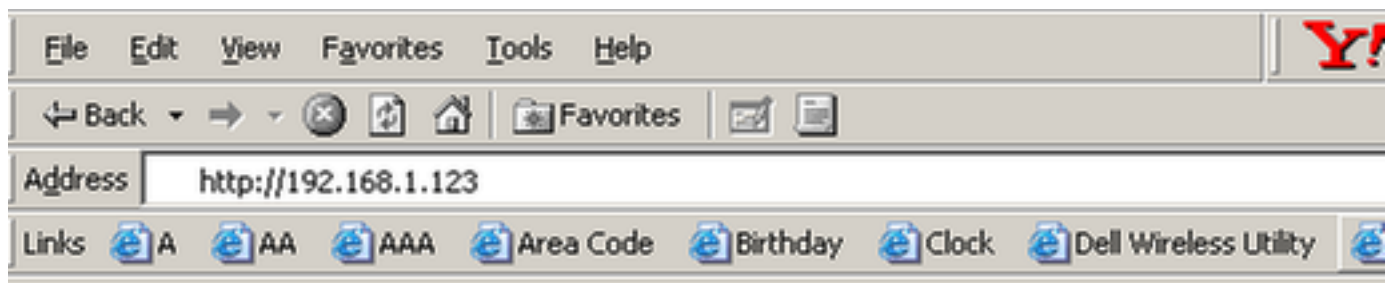 File Edit View Favorites Tools Help Y!
Back Favorites
Address http://192.168.1.123
Links A AA AAA Area Code Birthday Clock Dell Wireless Utility